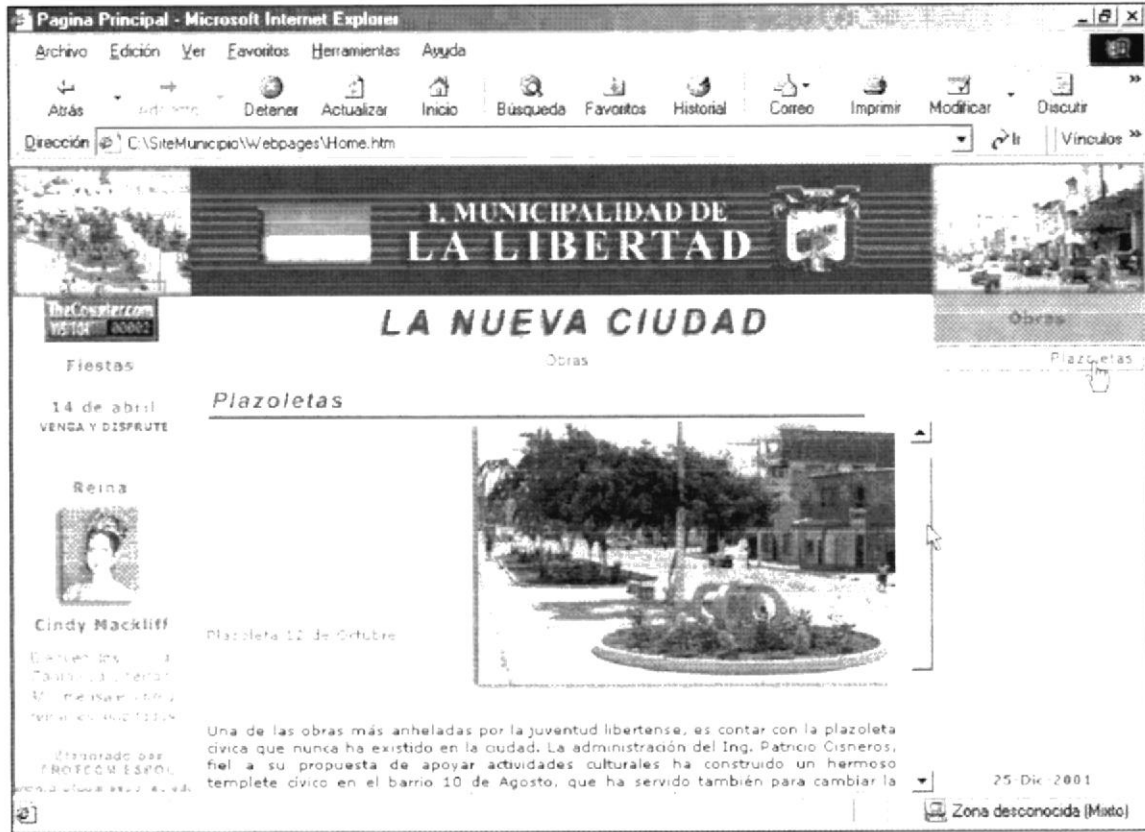 Pagina Principal - Microsoft Internet Explorer
Archivo Edición Ver Favoritos Herramientas Ayuda
Atrás Detener Actualizar Inicio Búsqueda Favoritos Historial Correo Imprimir Modificar Discutir
Dirección C:\SiteMunicipio\Webpages\Home.htm Ir Vínculos
I. MUNICIPALIDAD DE
LA LIBERTAD
TheCounter.com
VISITOR 00002
LA NUEVA CIUDAD
Obras
Obras
Plazoletas
Fiestas
14 de abril
VENGA Y DISFRUTE
Reina
Cindy Mackliff
Plazoletas
Plazoleta 12 de Octubre
Una de las obras más anheladas por la juventud libertense, es contar con la plazoleta
cívica que nunca ha existido en la ciudad. La administración del Ing. Patricio Cisneros,
fiel a su propuesta de apoyar actividades culturales ha construido un hermoso
templete cívico en el barrio 10 de Agosto, que ha servido también para cambiar la
Elaborado por
PROTCOM ESPOL
25-Dic-2001
Zona desconocida (Mixto)